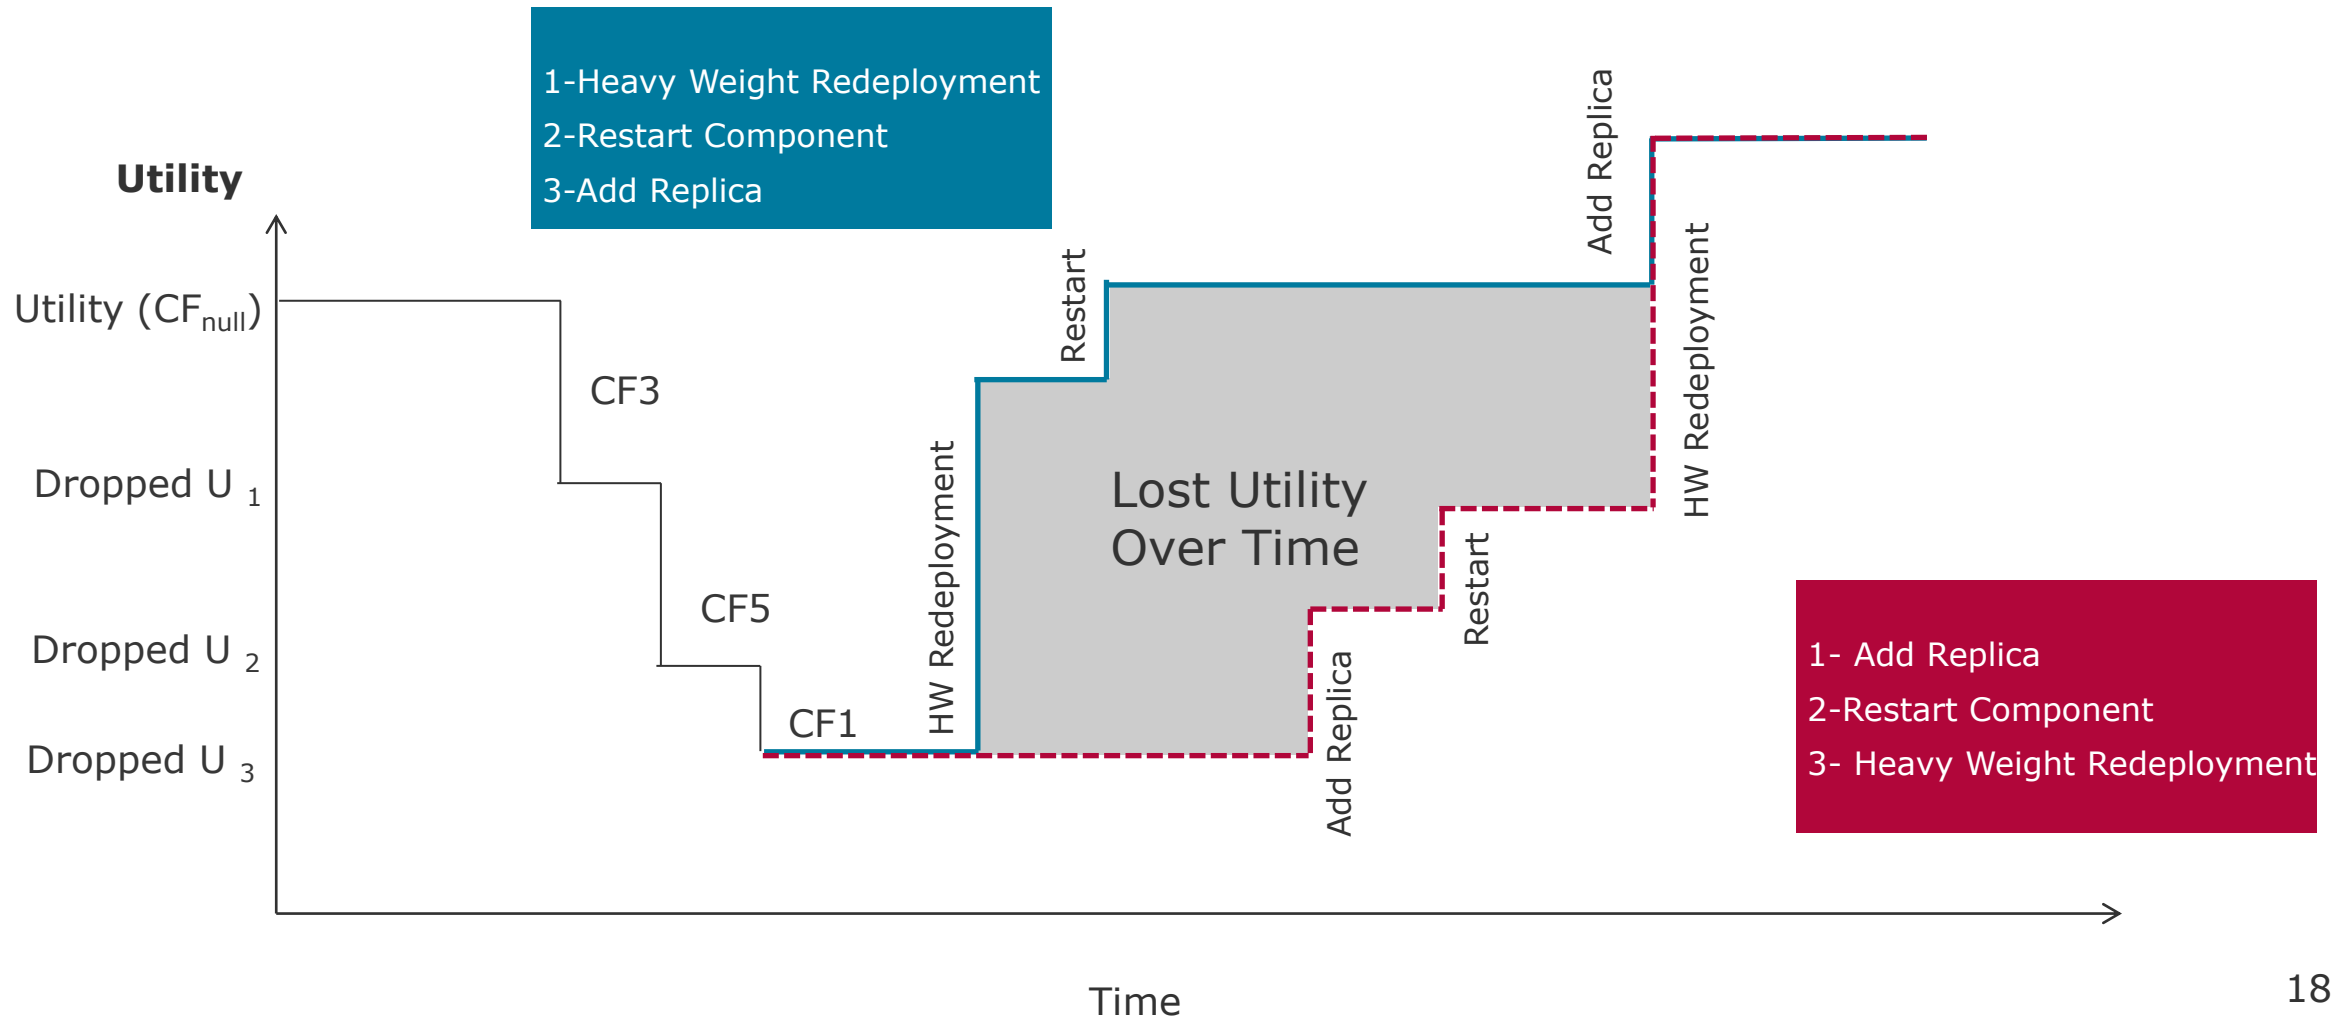 1-Heavy Weight Redeployment
2-Restart Component
3-Add Replica
Utility
Utility (CFnull)
Dropped U 1
Dropped U 2
Dropped U 3
CF3
CF5
CF1
HW Redeployment
Restart
Add Replica
Lost Utility
Over Time
Add Replica
Restart
HW Redeployment
1- Add Replica
2-Restart Component
3- Heavy Weight Redeployment
Time
18